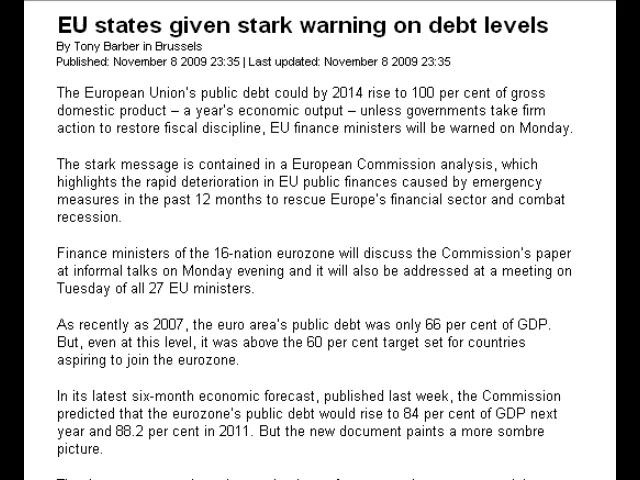 EU states given stark warning on debt levels
By Tony Barber in Brussels
Published: November 8 2009 23:35 | Last updated: November 8 2009 23:35
The European Union's public debt could by 2014 rise to 100 per cent of gross
domestic product – a year's economic output – unless governments take firm
action to restore fiscal discipline, EU finance ministers will be warned on Monday.
The stark message is contained in a European Commission analysis, which
highlights the rapid deterioration in EU public finances caused by emergency
measures in the past 12 months to rescue Europe's financial sector and combat
recession.
Finance ministers of the 16-nation eurozone will discuss the Commission's paper
at informal talks on Monday evening and it will also be addressed at a meeting on
Tuesday of all 27 EU ministers.
As recently as 2007, the euro area's public debt was only 66 per cent of GDP.
But, even at this level, it was above the 60 per cent target set for countries
aspiring to join the eurozone.
In its latest six-month economic forecast, published last week, the Commission
predicted that the eurozone's public debt would rise to 84 per cent of GDP next
year and 88.2 per cent in 2011. But the new document paints a more sombre
picture.